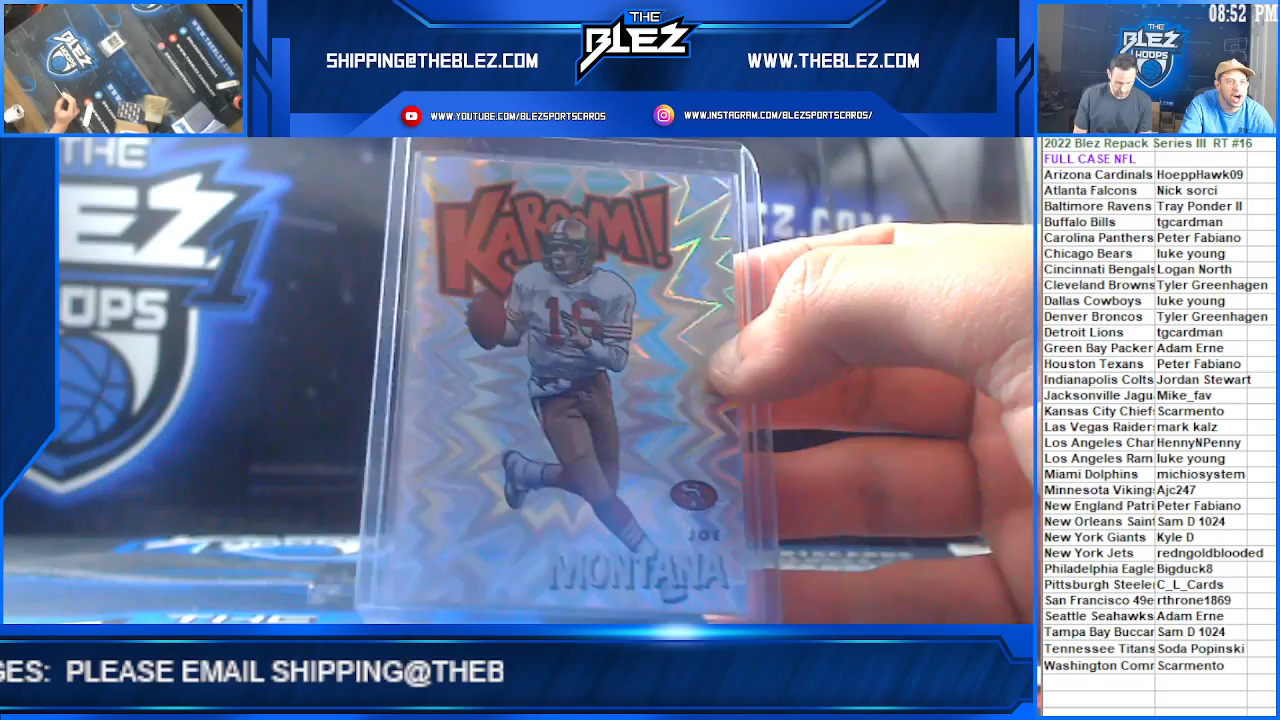 08:52 PM
THE
BLEZ
SHIPPING@THEBLEZ.COM
WWW.THEBLEZ.COM
WWW.YOUTUBE.COM/BLEZSPORTSCARDS
WWW.INSTAGRAM.COM/BLEZSPORTSCARDS/
THE
BLEZ
HOOPS
THE
EZ
OPS
EZ.COM
KABOOM!
16
JOE
MONTANA
2022 Blez Repack Series III RT #16
FULL CASE NFL
Arizona Cardinals HoeppHawk09
Atlanta Falcons Nick sorci
Baltimore Ravens Tray Ponder II
Buffalo Bills tgcardman
Carolina Panthers Peter Fabiano
Chicago Bears luke young
Cincinnati Bengals Logan North
Cleveland Browns Tyler Greenhagen
Dallas Cowboys luke young
Denver Broncos Tyler Greenhagen
Detroit Lions tgcardman
Green Bay Packer Adam Erne
Houston Texans Peter Fabiano
Indianapolis Colts Jordan Stewart
Jacksonville Jagu Mike_fav
Kansas City Chief Scarmento
Las Vegas Raider mark kalz
Los Angeles Char HennyNPenny
Los Angeles Ram luke young
Miami Dolphins michiosystem
Minnesota Viking Ajc247
New England Patri Peter Fabiano
New Orleans Saint Sam D 1024
New York Giants Kyle D
New York Jets redngoldblooded
Philadelphia Eagle Bigduck8
Pittsburgh Steeler C_L_Cards
San Francisco 49e rthrone1869
Seattle Seahawks Adam Erne
Tampa Bay Buccar Sam D 1024
Tennessee Titans Soda Popinski
Washington Comm Scarmento
GES: PLEASE EMAIL SHIPPING@THEB